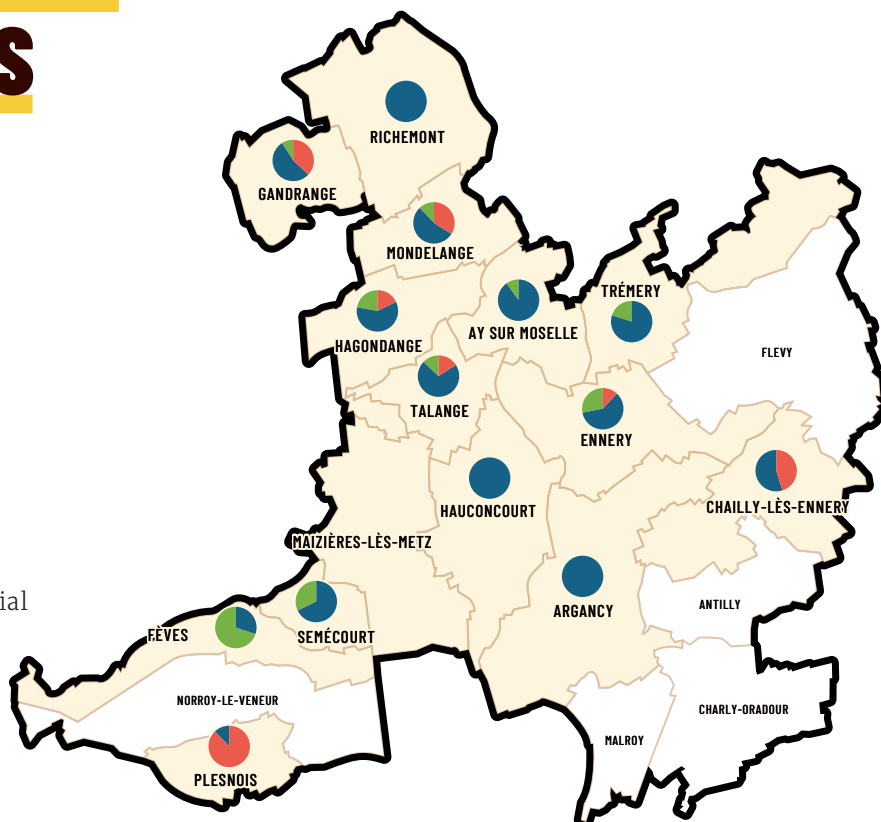 S
RICHEMONT
GANDRANGE
MONDELANGE
TRÉMERY
AY SUR MOSELLE
HAGONDANGE
FLEVY
TALANGE
ENNERY
CHAILLY-LÈS-ENNERY
HAUCONCOURT
MAIZIÈRES-LÈS-METZ
ial
ANTILLY
ARGANCY
FÈVES
SEMÉCOURT
NORROY-LE-VENEUR
CHARLY-ORADOUR
MALROY
PLESNOIS